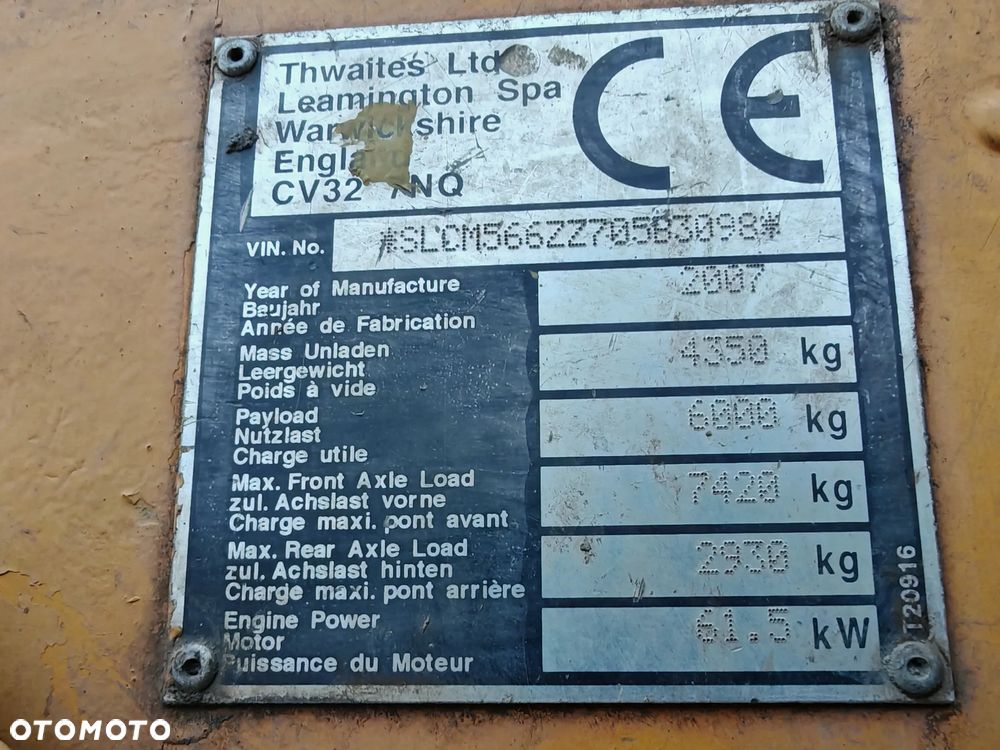 Thwaites Ltd
Leamington Spa
Warwickshire
England
CV32 7NQ
CE
VIN. No. *SLCM566ZZ705B3098*
Year of Manufacture 2007
Baujahr
Année de Fabrication
Mass Unladen 4350 kg
Leergewicht
Poids à vide
Payload 6000 kg
Nutzlast
Charge utile
Max. Front Axle Load 7420 kg
zul. Achslast vorne
Charge maxi. pont avant
Max. Rear Axle Load 2930 kg
zul. Achslast hinten
Charge maxi. pont arrière
Engine Power 61.5 kW
Motor
Puissance du Moteur
T20916
OTOMOTO